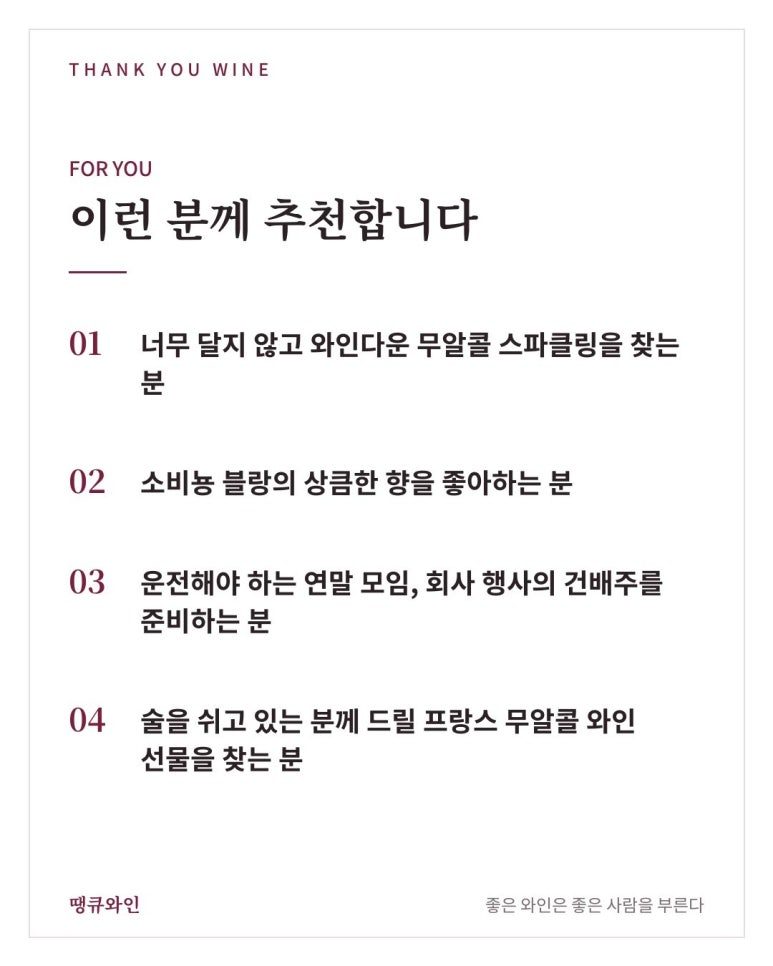 THANK YOU WINE
FOR YOU
이런 분께 추천합니다
01 너무 달지 않고 와인다운 무알콜 스파클링을 찾는
분
02 소비뇽 블랑의 상큼한 향을 좋아하는 분
03 운전해야 하는 연말 모임, 회사 행사의 건배주를
준비하는 분
04 술을 쉬고 있는 분께 드릴 프랑스 무알콜 와인
선물을 찾는 분
땡큐와인 좋은 와인은 좋은 사람을 부른다